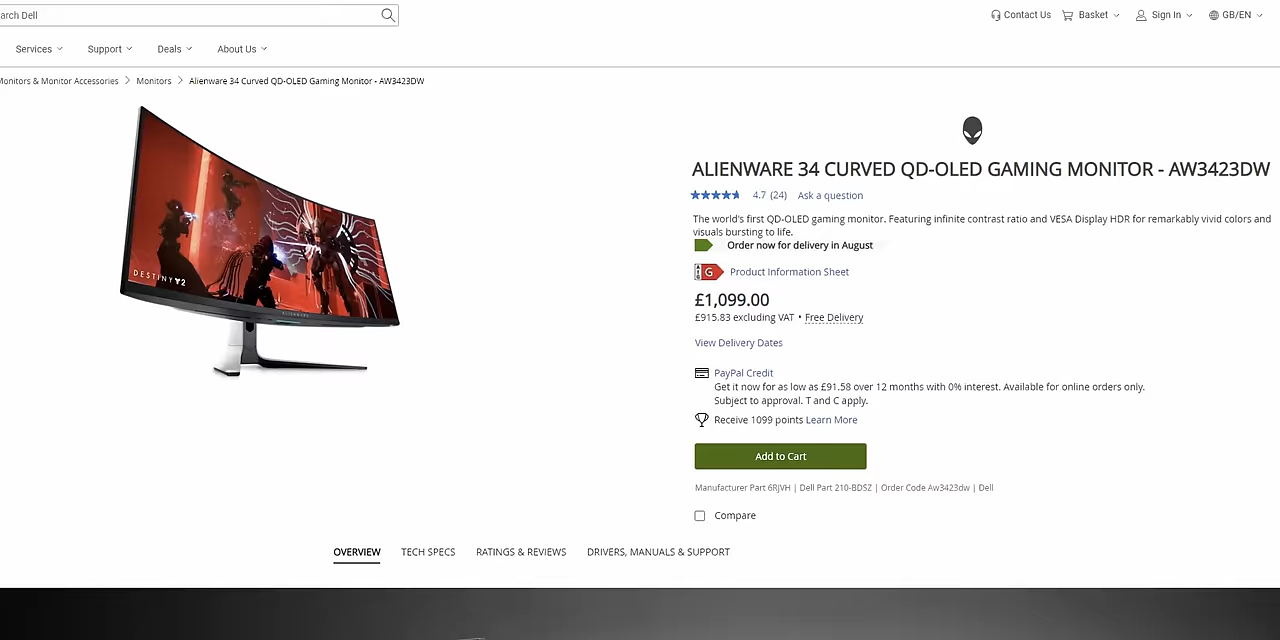 arch Dell
Contact Us
Basket
Sign In
GB/EN
Services
Support
Deals
About Us
Monitors & Monitor Accessories > Monitors > Alienware 34 Curved QD-OLED Gaming Monitor - AW3423DW
DESTINY 2
ALIENWARE
ALIENWARE 34 CURVED QD-OLED GAMING MONITOR - AW3423DW
4.7 (24) Ask a question
The world's first QD-OLED gaming monitor. Featuring infinite contrast ratio and VESA Display HDR for remarkably vivid colors and
visuals bursting to life.
Order now for delivery in August
G Product Information Sheet
£1,099.00
£915.83 excluding VAT • Free Delivery
View Delivery Dates
PayPal Credit
Get it now for as low as £91.58 over 12 months with 0% interest. Available for online orders only.
Subject to approval. T and C apply.
Receive 1099 points Learn More
Add to Cart
Manufacturer Part 6RJVH | Dell Part 210-BDSZ | Order Code Aw3423dw | Dell
Compare
OVERVIEW
TECH SPECS
RATINGS & REVIEWS
DRIVERS, MANUALS & SUPPORT